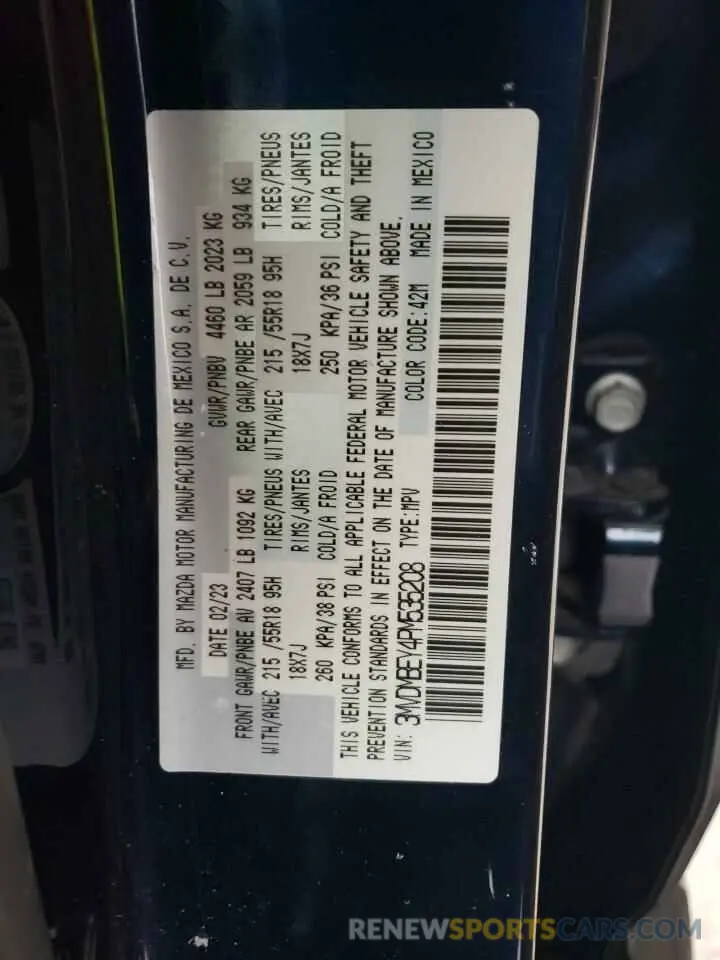 MFD. BY MAZDA MOTOR MANUFACTURING DE MEXICO S.A. DE C.V.
DATE 02/23 GVWR/PNBV 4460 LB 2023 KG
FRONT GAWR/PNBE AV 2407 LB 1092 KG REAR GAWR/PNBE AR 2059 LB 934 KG
WITH/AVEC 215 /55R18 95H TIRES/PNEUS WITH/AVEC 215 /55R18 95H TIRES/PNEUS
18X7J RIMS/JANTES 18X7J RIMS/JANTES
260 KPA/38 PSI COLD/A FROID 250 KPA/36 PSI COLD/A FROID
THIS VEHICLE CONFORMS TO ALL APPLICABLE FEDERAL MOTOR VEHICLE SAFETY AND THEFT
PREVENTION STANDARDS IN EFFECT ON THE DATE OF MANUFACTURE SHOWN ABOVE.
VIN: 3MVDMBEY4PM535208 TYPE:MPV COLOR CODE:42M MADE IN MEXICO
RENEWSPORTSCARS.COM